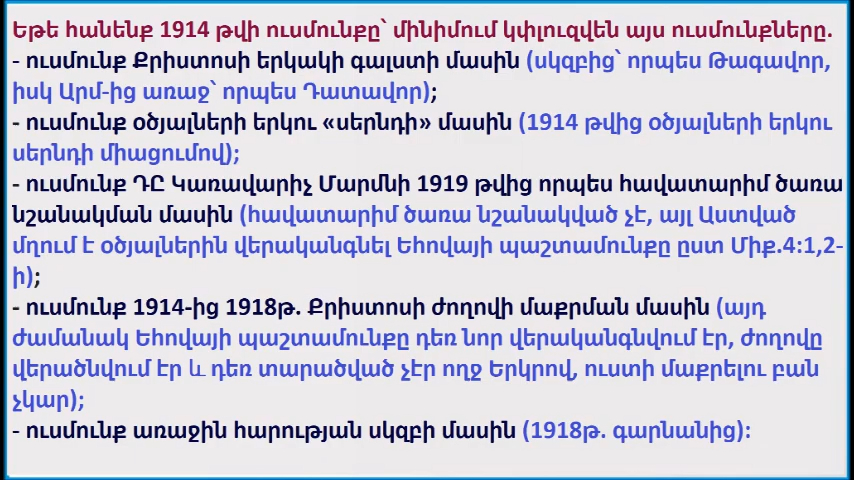 Եթե հանենք 1914 թվի ուսմունքը՝ մինիմում կփլուզվեն այս ուսմունքները.
- ուսմունք Քրիստոսի երկակի գալստի մասին (սկզբից՝ որպես Թագավոր,
իսկ Արմ-ից առաջ՝ որպես Դատավոր);
- ուսմունք օծյալների երկու «սերնդի» մասին (1914 թվից օծյալների երկու
սերնդի միացումով);
- ուսմունք ԴԸ Կառավարիչ Մարմնի 1919 թվից որպես հավատարիմ ծառա
նշանակման մասին (հավատարիմ ծառա նշանակված չէ, այլ Աստված
մղում է օծյալներին վերականգնել Եհովայի պաշտամունքը ըստ Միք.4:1,2-
ի);
- ուսմունք 1914-ից 1918թ. Քրիստոսի ժողովի մաքրման մասին (այդ
ժամանակ Եհովայի պաշտամունքը դեռ նոր վերականգնվում էր, ժողովը
վերածնվում էր և դեռ տարածված չէր ողջ Երկրով, ուստի մաքրելու բան
չկար);
- ուսմունք առաջին հարության սկզբի մասին (1918թ. գարնանից):